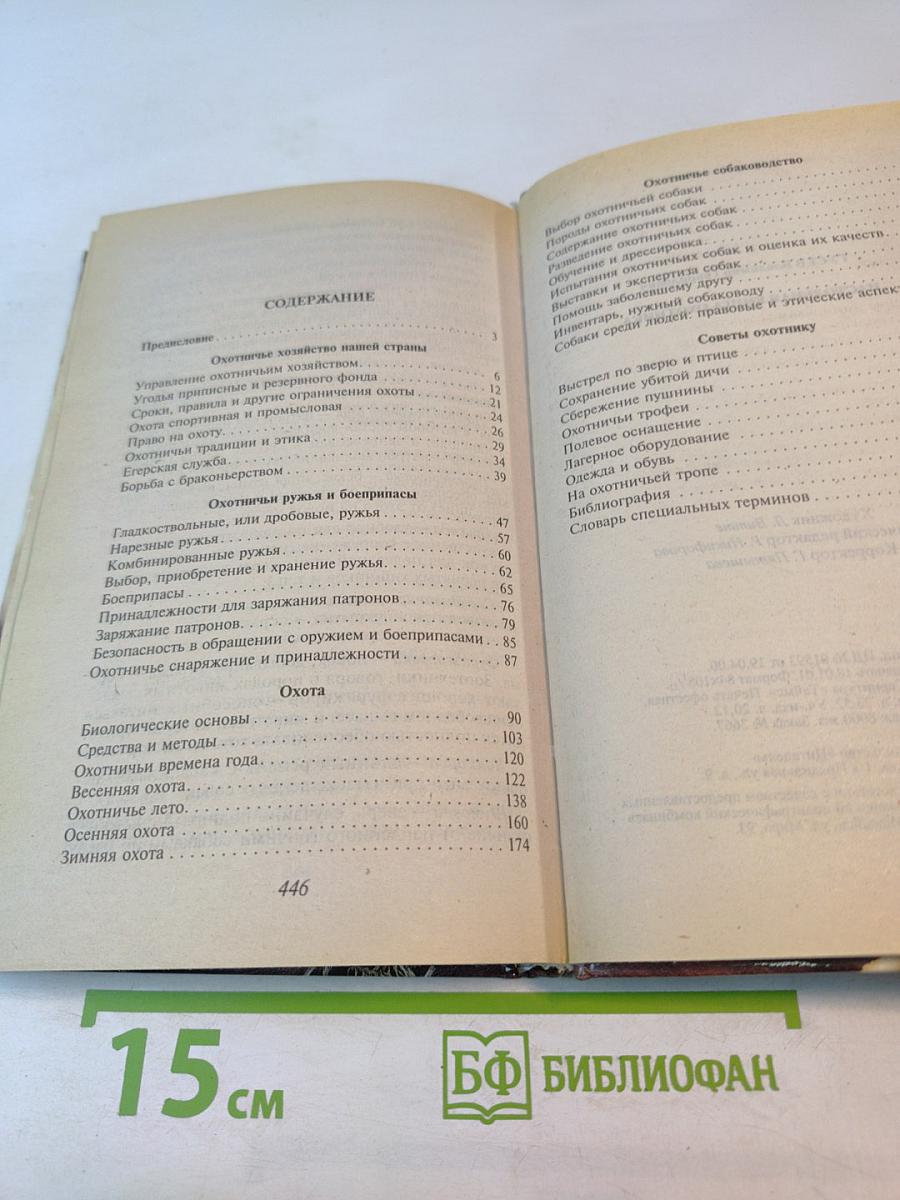 СОДЕРЖАНИЕ
Предисловие . . . . . . . . . . . . . . . . . . . . . . . 3
Охотничье хозяйство нашей страны
Управление охотничьим хозяйством. . . . . . . . . . . . 6
Угодья приписные и резервного фонда . . . . . . . . . . 12
Сроки, правила и другие ограничения охоты . . . . . . . 21
Охота спортивная и промысловая . . . . . . . . . . . . 24
Право на охоту. . . . . . . . . . . . . . . . . . . . . 26
Охотничьи традиции и этика . . . . . . . . . . . . . . 29
Егерская служба. . . . . . . . . . . . . . . . . . . . 34
Борьба с браконьерством . . . . . . . . . . . . . . . . 39
Охотничьи ружья и боеприпасы
Гладкоствольные, или дробовые, ружья . . . . . . . . . 47
Нарезные ружья. . . . . . . . . . . . . . . . . . . . . 57
Комбинированные ружья. . . . . . . . . . . . . . . . . 60
Выбор, приобретение и хранение ружья. . . . . . . . . . 62
Боеприпасы . . . . . . . . . . . . . . . . . . . . . . 65
Принадлежности для заряжания патронов . . . . . . . . . 76
Заряжание патронов. . . . . . . . . . . . . . . . . . . 79
Безопасность в обращении с оружием и боеприпасами . . . 85
Охотничье снаряжение и принадлежности . . . . . . . . . 87
Охота
Биологические основы . . . . . . . . . . . . . . . . . 90
Средства и методы . . . . . . . . . . . . . . . . . . . 103
Охотничьи времена года. . . . . . . . . . . . . . . . . 120
Весенняя охота. . . . . . . . . . . . . . . . . . . . . 122
Охотничье лето. . . . . . . . . . . . . . . . . . . . . 138
Осенняя охота . . . . . . . . . . . . . . . . . . . . . 160
Зимняя охота . . . . . . . . . . . . . . . . . . . . . 174
446
Охотничье собаководство
Выбор охотничьей собаки . . . . . . . . . .
Породы охотничьих собак . . . . . . . . . .
Содержание охотничьих собак . . . . . . . .
Разведение охотничьих собак . . . . . . . .
Обучение и дрессировка. . . . . . . . . . .
Испытания охотничьих собак и оценка их качеств . .
Выставки и экспертиза собак . . . . . . . .
Помощь заболевшему другу . . . . . . . . .
Инвентарь, нужный собаководу . . . . . . .
Собаки среди людей: правовые и этические аспект
Советы охотнику
Выстрел по зверю и птице . . . . . . . . .
Сохранение убитой дичи . . . . . . . . . .
Сбережение пушнины . . . . . . . . . . . .
Охотничьи трофеи . . . . . . . . . . . . .
Полевое оснащение . . . . . . . . . . . . .
Лагерное оборудование . . . . . . . . . . .
Одежда и обувь . . . . . . . . . . . . . .
На охотничьей тропе . . . . . . . . . . . .
Библиография . . . . . . . . . . . . . . .
Словарь специальных терминов . . . . . . .
15 см
БФ БИБЛИОФАН